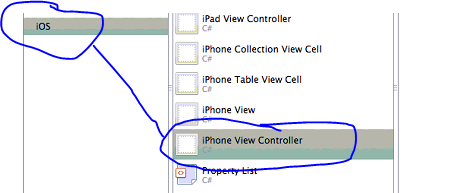 iOS
iPad View Controller
C#
iPhone Collection View Cell
C#
iPhone Table View Cell
C#
iPhone View
C#
iPhone View Controller
C#
Property List
C#